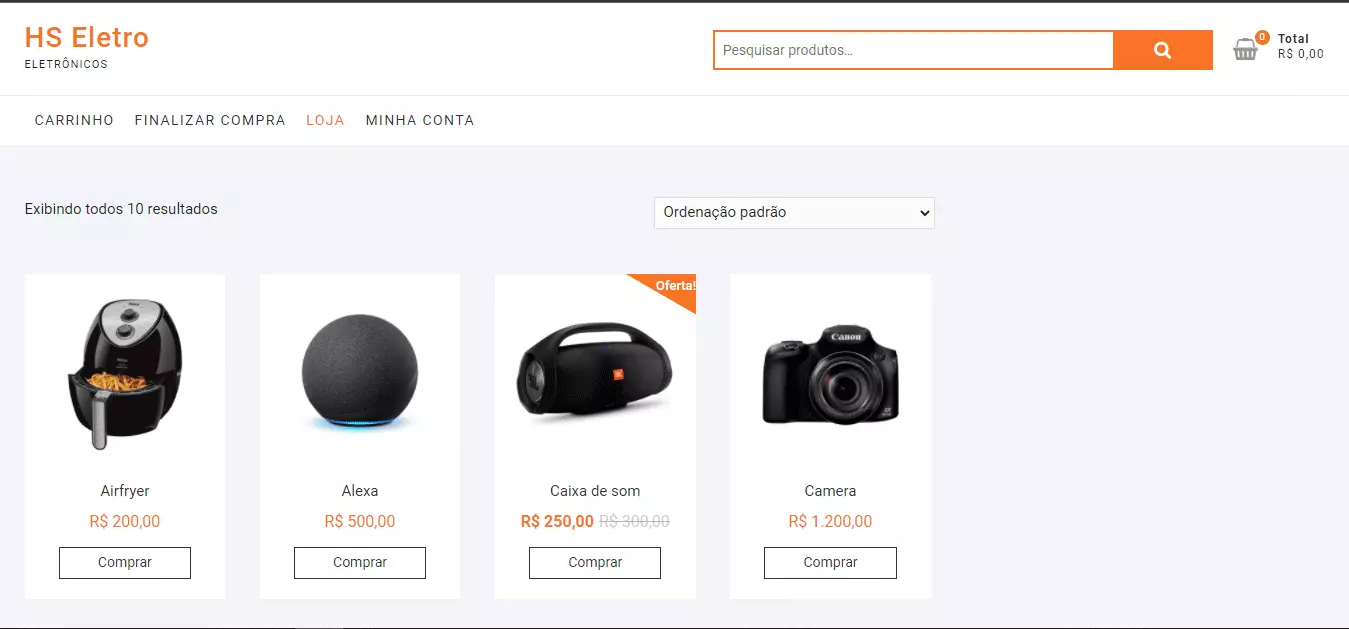 HS Eletro
ELETRÔNICOS
Pesquisar produtos...
0
Total
R$ 0,00
CARRINHO FINALIZAR COMPRA LOJA MINHA CONTA
Exibindo todos 10 resultados
Ordenação padrão
Oferta!
Canon
JBL
Airfryer Alexa Caixa de som Camera
R$ 200,00 R$ 500,00 R$ 250,00 R$ 300,00 R$ 1.200,00
Comprar Comprar Comprar Comprar